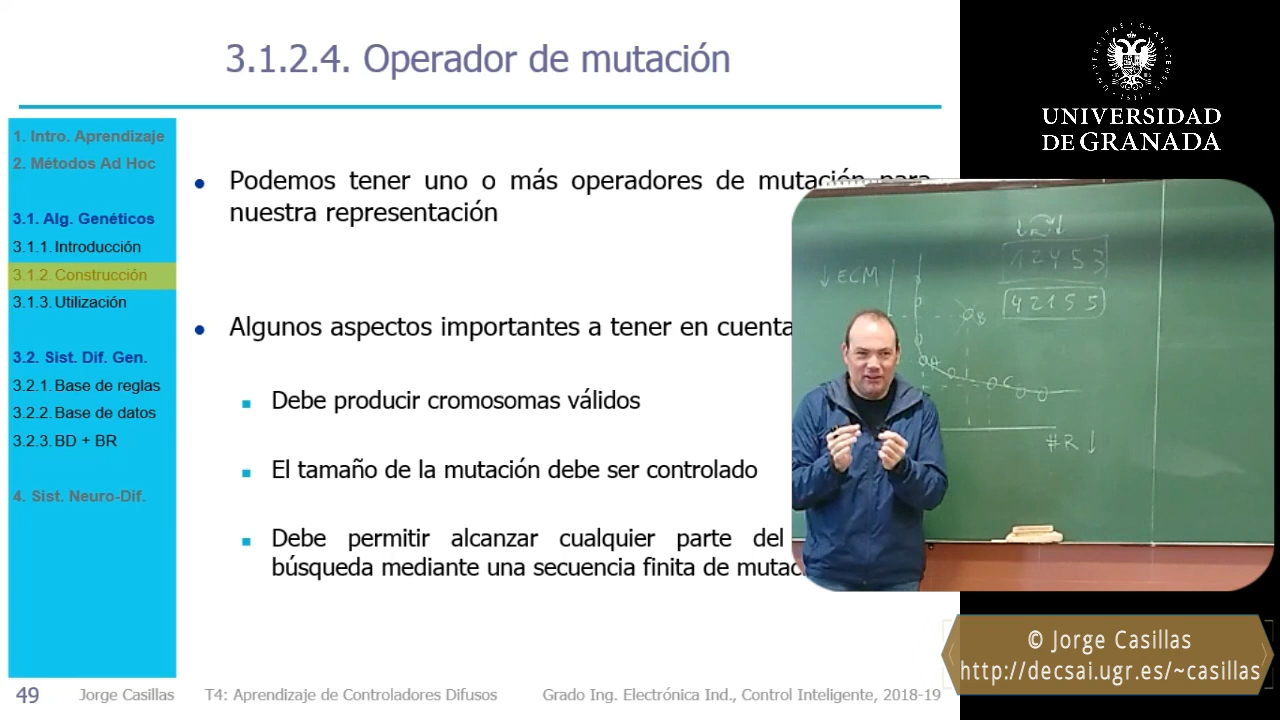 3.1.2.4. Operador de mutación
1. Intro. Aprendizaje
2. Métodos Ad Hoc
3.1. Alg. Genéticos
3.1.1. Introducción
3.1.2. Construcción
3.1.3. Utilización
3.2. Sist. Dif. Gen.
3.2.1. Base de reglas
3.2.2. Base de datos
3.2.3. BD + BR
4. Sist. Neuro-Dif.
Podemos tener uno o más operadores de mutación para
nuestra representación
Algunos aspectos importantes a tener en cuenta
Debe producir cromosomas válidos
El tamaño de la mutación debe ser controlado
Debe permitir alcanzar cualquier parte del
búsqueda mediante una secuencia finita de mutac
49 Jorge Casillas T4: Aprendizaje de Controladores Difusos Grado Ing. Electrónica Ind., Control Inteligente, 2018-19
UNIVERSIDAD
DE GRANADA
12453
42155
↓ ECM
B
A
C
#R ↓
© Jorge Casillas
http://decsai.ugr.es/~casillas